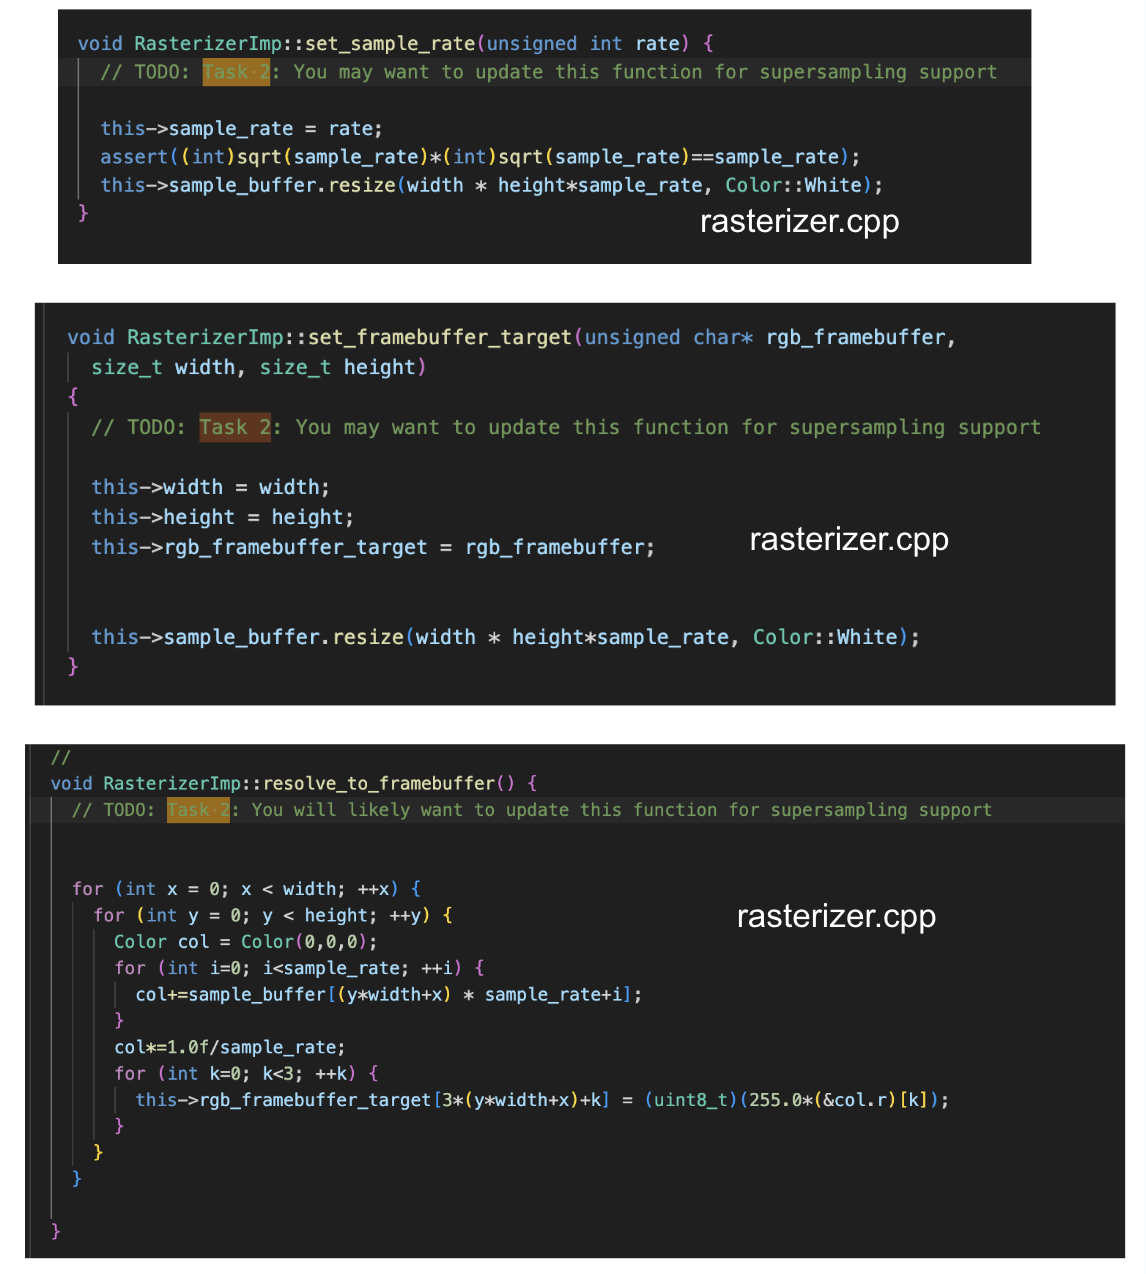 void RasterizerImp::set_sample_rate(unsigned int rate) {
// TODO: Task 2: You may want to update this function for supersampling support
this->sample_rate = rate;
assert((int)sqrt(sample_rate)*(int)sqrt(sample_rate)==sample_rate);
this->sample_buffer.resize(width * height*sample_rate, Color::White);
}
rasterizer.cpp
void RasterizerImp::set_framebuffer_target(unsigned char* rgb_framebuffer,
size_t width, size_t height)
{
// TODO: Task 2: You may want to update this function for supersampling support
this->width = width;
this->height = height;
this->rgb_framebuffer_target = rgb_framebuffer;
rasterizer.cpp
this->sample_buffer.resize(width * height*sample_rate, Color::White);
}
//
void RasterizerImp::resolve_to_framebuffer() {
// TODO: Task 2: You will likely want to update this function for supersampling support
for (int x = 0; x < width; ++x) {
for (int y = 0; y < height; ++y) {
rasterizer.cpp
Color col = Color(0,0,0);
for (int i=0; i<sample_rate; ++i) {
col+=sample_buffer[(y*width+x) * sample_rate+i];
}
col*=1.0f/sample_rate;
for (int k=0; k<3; ++k) {
this->rgb_framebuffer_target[3*(y*width+x)+k] = (uint8_t)(255.0*(&col.r)[k]);
}
}
}
}